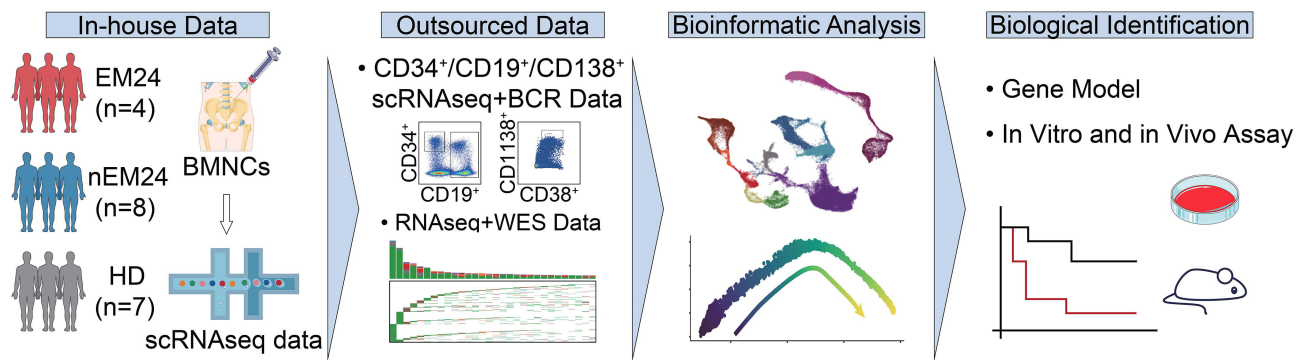 In-house Data
EM24
(n=4)
BMNCs
nEM24
(n=8)
HD
(n=7)
scRNAseq data
Outsourced Data
• CD34⁺/CD19⁺/CD138⁺
scRNAseq+BCR Data
CD34⁺
CD19⁺
CD1138⁺
CD38⁺
• RNAseq+WES Data
Bioinformatic Analysis
Biological Identification
• Gene Model
• In Vitro and in Vivo Assay